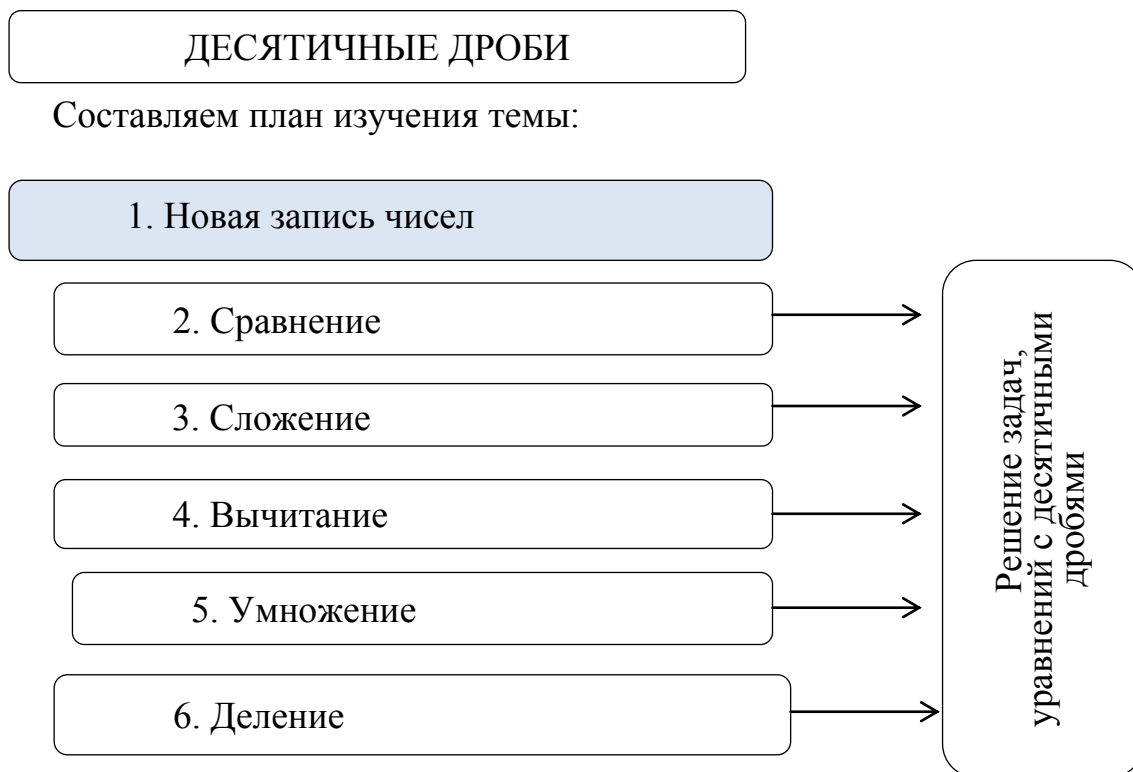 ДЕСЯТИЧНЫЕ ДРОБИ
Составляем план изучения темы:
1. Новая запись чисел
2. Сравнение
3. Сложение
4. Вычитание
5. Умножение
6. Деление
Решение задач,
уравнений с десятичными
дробями